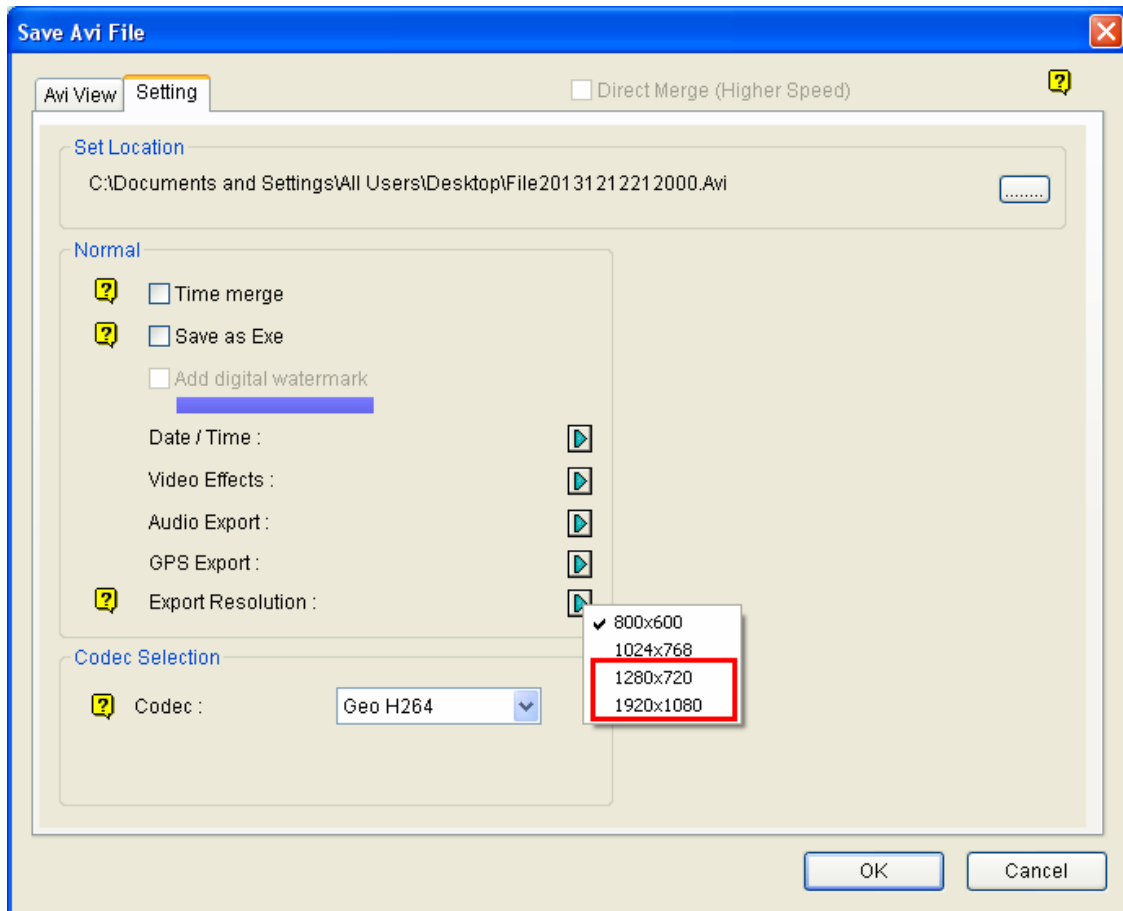 Save Avi File
Avi View
Setting
Direct Merge (Higher Speed)
Set Location
C:\Documents and Settings\All Users\Desktop\File20131212212000.Avi
........
Normal
Time merge
Save as Exe
Add digital watermark
Date / Time :
Video Effects :
Audio Export :
GPS Export :
Export Resolution :
800x600
1024x768
1280x720
1920x1080
Codec Selection
Codec :
Geo H264
OK
Cancel